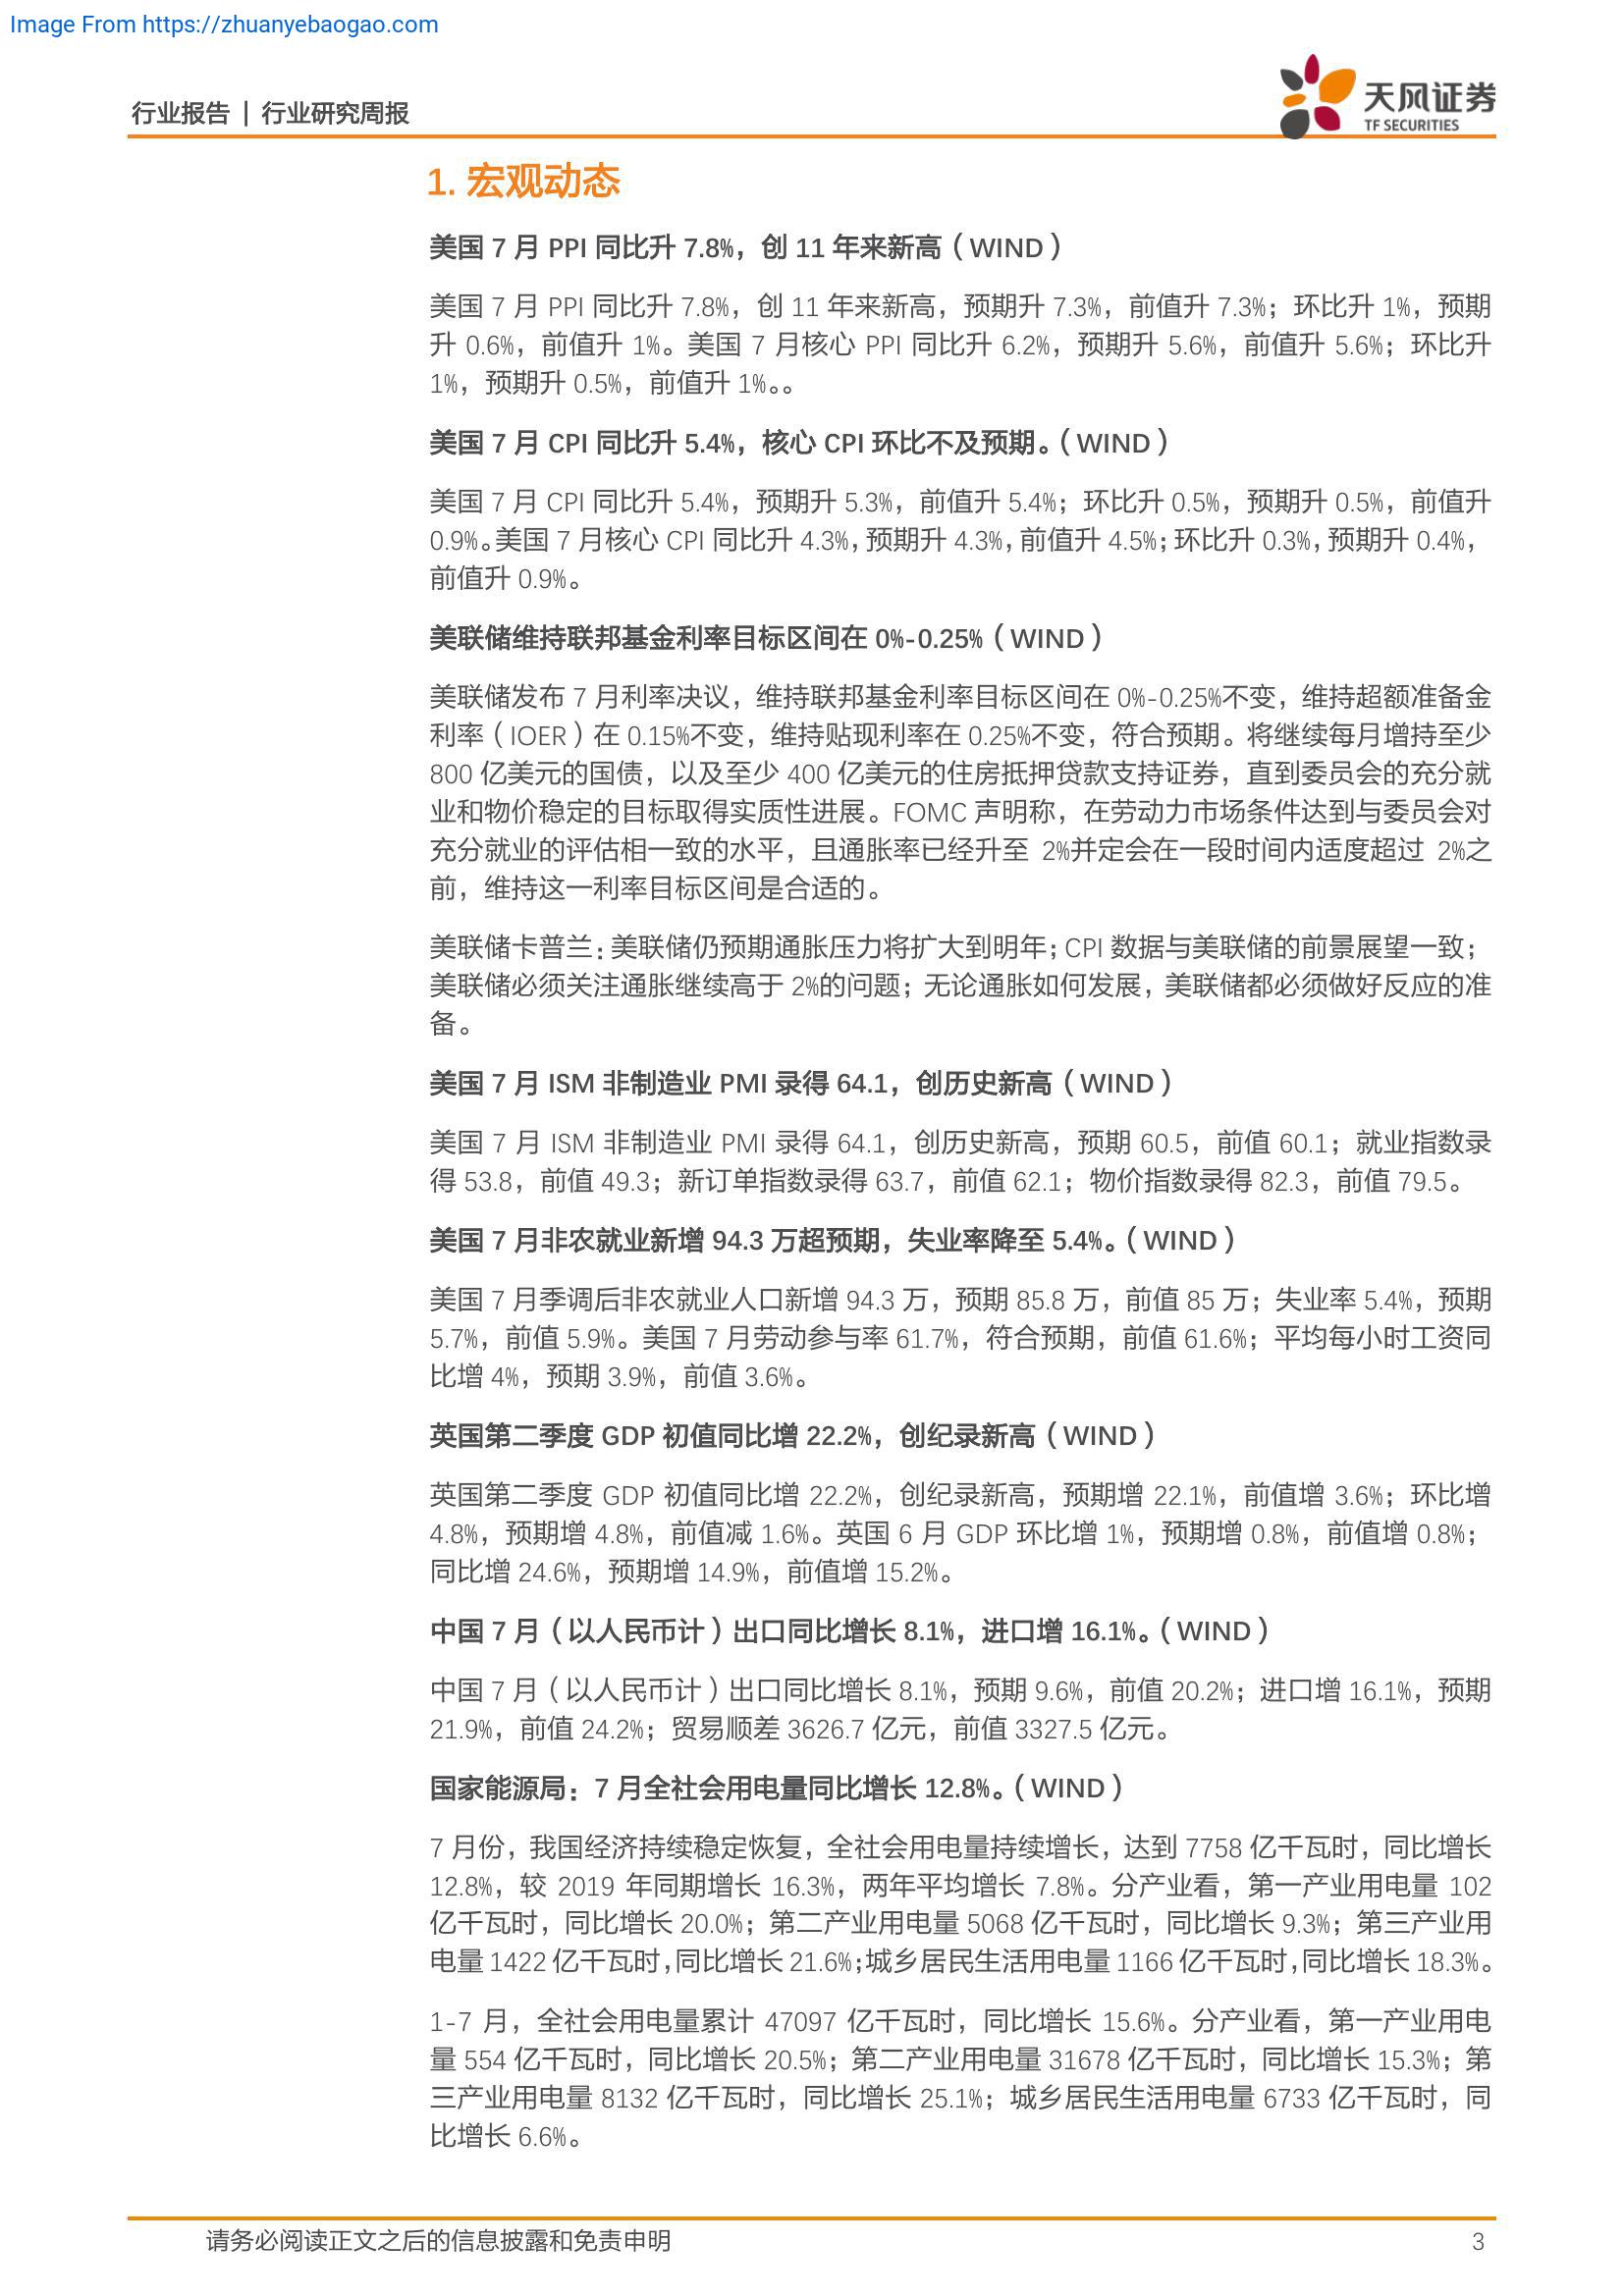 Image From https://zhuanyebaogao.com
行业报告 | 行业研究周报
天风证券
TF SECURITIES
1. 宏观动态
美国 7 月 PPI 同比升 7.8%，创 11 年来新高（WIND）
美国 7 月 PPI 同比升 7.8%，创 11 年来新高，预期升 7.3%，前值升 7.3%；环比升 1%，预期
升 0.6%，前值升 1%。美国 7 月核心 PPI 同比升 6.2%，预期升 5.6%，前值升 5.6%；环比升
1%，预期升 0.5%，前值升 1%。。
美国 7 月 CPI 同比升 5.4%，核心 CPI 环比不及预期。（WIND）
美国 7 月 CPI 同比升 5.4%，预期升 5.3%，前值升 5.4%；环比升 0.5%，预期升 0.5%，前值升
0.9%。美国 7 月核心 CPI 同比升 4.3%，预期升 4.3%，前值升 4.5%；环比升 0.3%，预期升 0.4%，
前值升 0.9%。
美联储维持联邦基金利率目标区间在 0%-0.25%（WIND）
美联储发布 7 月利率决议，维持联邦基金利率目标区间在 0%-0.25%不变，维持超额准备金
利率（IOER）在 0.15%不变，维持贴现利率在 0.25%不变，符合预期。将继续每月增持至少
800 亿美元的国债，以及至少 400 亿美元的住房抵押贷款支持证券，直到委员会的充分就
业和物价稳定的目标取得实质性进展。FOMC 声明称，在劳动力市场条件达到与委员会对
充分就业的评估相一致的水平，且通胀率已经升至 2%并定会在一段时间内适度超过 2%之
前，维持这一利率目标区间是合适的。
美联储卡普兰：美联储仍预期通胀压力将扩大到明年；CPI 数据与美联储的前景展望一致；
美联储必须关注通胀继续高于 2%的问题；无论通胀如何发展，美联储都必须做好反应的准
备。
美国 7 月 ISM 非制造业 PMI 录得 64.1，创历史新高（WIND）
美国 7 月 ISM 非制造业 PMI 录得 64.1，创历史新高，预期 60.5，前值 60.1；就业指数录
得 53.8，前值 49.3；新订单指数录得 63.7，前值 62.1；物价指数录得 82.3，前值 79.5。
美国 7 月非农就业新增 94.3 万超预期，失业率降至 5.4%。（WIND）
美国 7 月季调后非农就业人口新增 94.3 万，预期 85.8 万，前值 85 万；失业率 5.4%，预期
5.7%，前值 5.9%。美国 7 月劳动参与率 61.7%，符合预期，前值 61.6%；平均每小时工资同
比增 4%，预期 3.9%，前值 3.6%。
英国第二季度 GDP 初值同比增 22.2%，创纪录新高（WIND）
英国第二季度 GDP 初值同比增 22.2%，创纪录新高，预期增 22.1%，前值增 3.6%；环比增
4.8%，预期增 4.8%，前值减 1.6%。英国 6 月 GDP 环比增 1%，预期增 0.8%，前值增 0.8%；
同比增 24.6%，预期增 14.9%，前值增 15.2%。
中国 7 月（以人民币计）出口同比增长 8.1%，进口增 16.1%。（WIND）
中国 7 月（以人民币计）出口同比增长 8.1%，预期 9.6%，前值 20.2%；进口增 16.1%，预期
21.9%，前值 24.2%；贸易顺差 3626.7 亿元，前值 3327.5 亿元。
国家能源局：7 月全社会用电量同比增长 12.8%。（WIND）
7 月份，我国经济持续稳定恢复，全社会用电量持续增长，达到 7758 亿千瓦时，同比增长
12.8%，较 2019 年同期增长 16.3%，两年平均增长 7.8%。分产业看，第一产业用电量 102
亿千瓦时，同比增长 20.0%；第二产业用电量 5068 亿千瓦时，同比增长 9.3%；第三产业用
电量 1422 亿千瓦时，同比增长 21.6%；城乡居民生活用电量 1166 亿千瓦时，同比增长 18.3%。
1-7 月，全社会用电量累计 47097 亿千瓦时，同比增长 15.6%。分产业看，第一产业用电
量 554 亿千瓦时，同比增长 20.5%；第二产业用电量 31678 亿千瓦时，同比增长 15.3%；第
三产业用电量 8132 亿千瓦时，同比增长 25.1%；城乡居民生活用电量 6733 亿千瓦时，同
比增长 6.6%。
请务必阅读正文之后的信息披露和免责申明
3